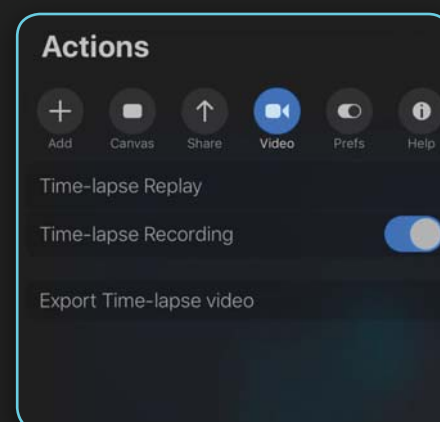 Actions
Add Canvas Share Video Prefs Help
Time-lapse Replay
Time-lapse Recording
Export Time-lapse video